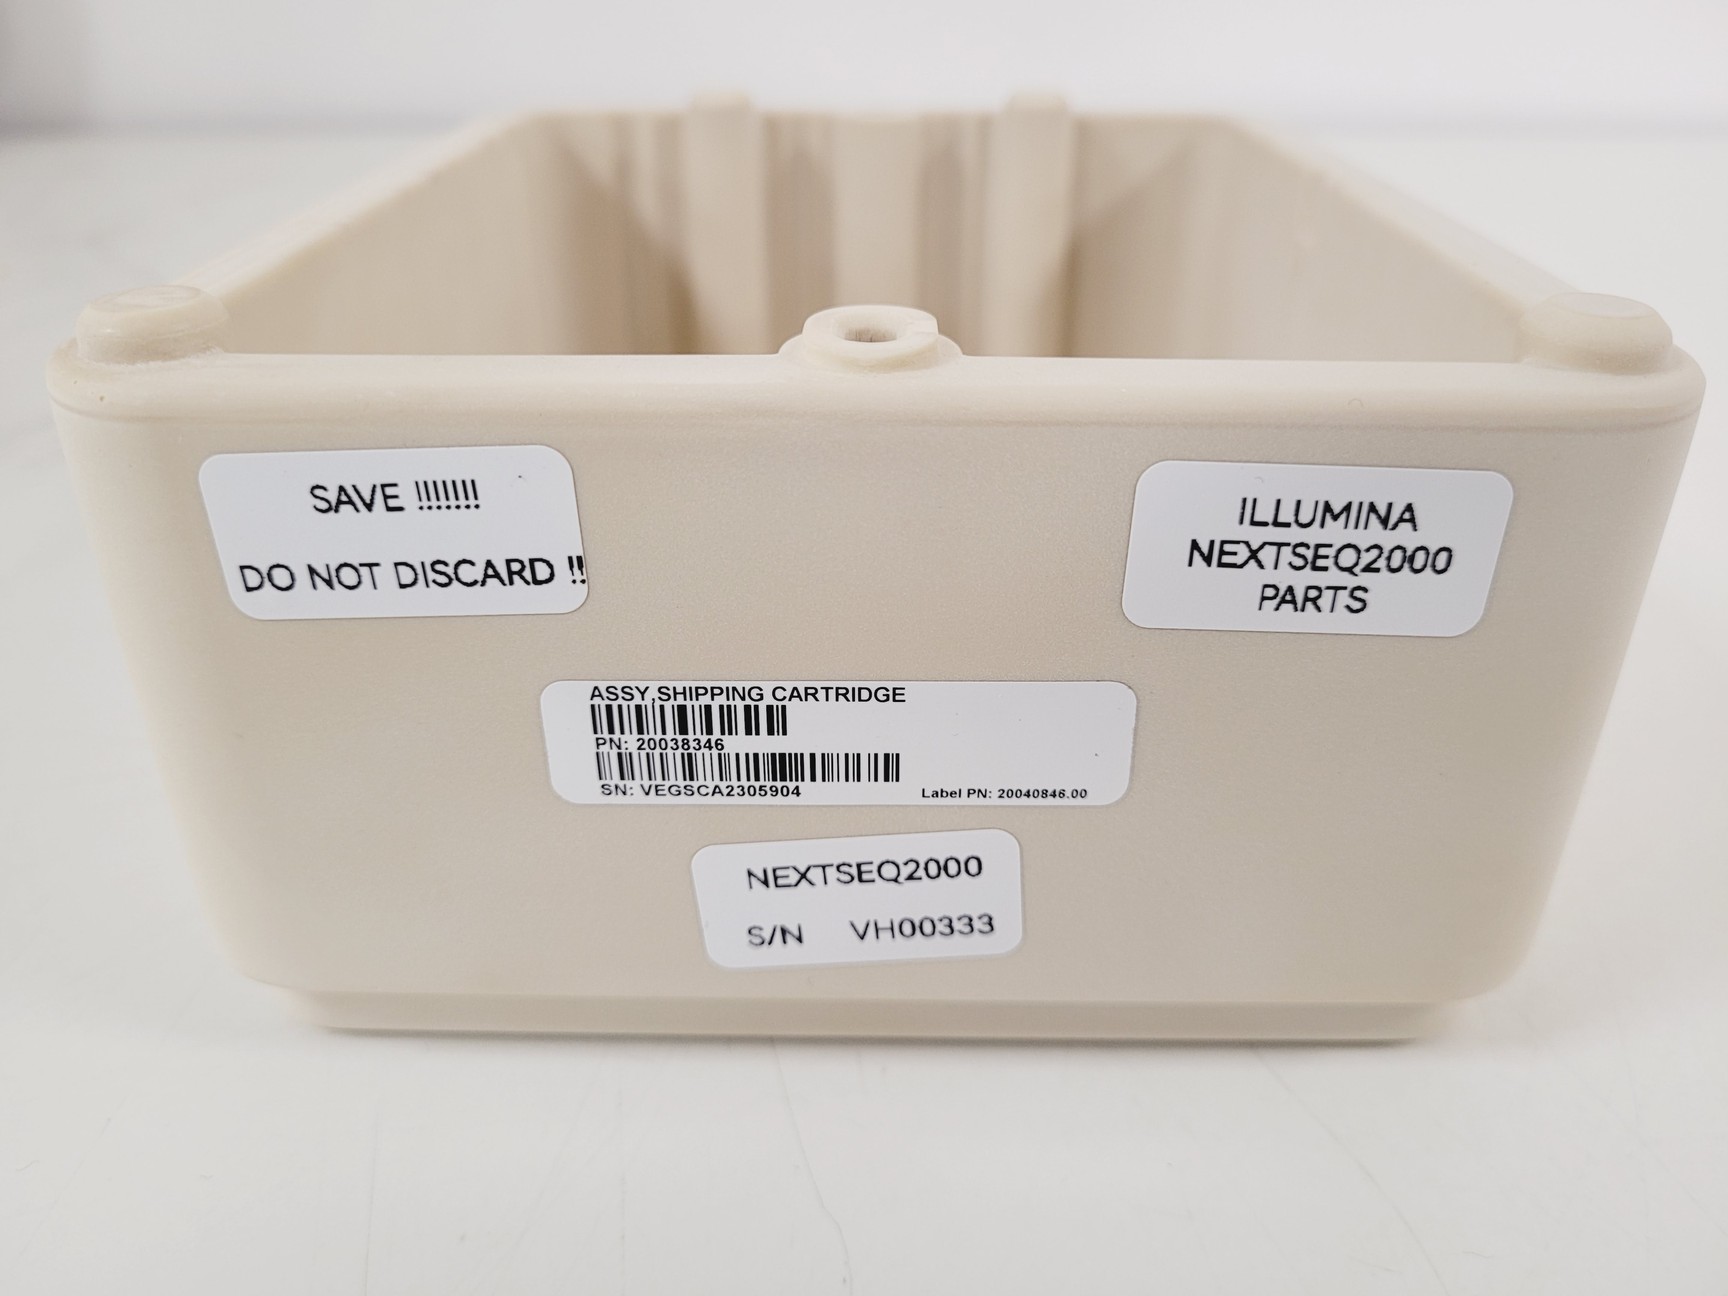 SAVE !!!!!!!
DO NOT DISCARD !!
ILLUMINA
NEXTSEQ2000
PARTS
ASSY,SHIPPING CARTRIDGE
PN: 20038346
SN: VEGSCA2305904
Label PN: 20040846.00
NEXTSEQ2000
S/N VH00333